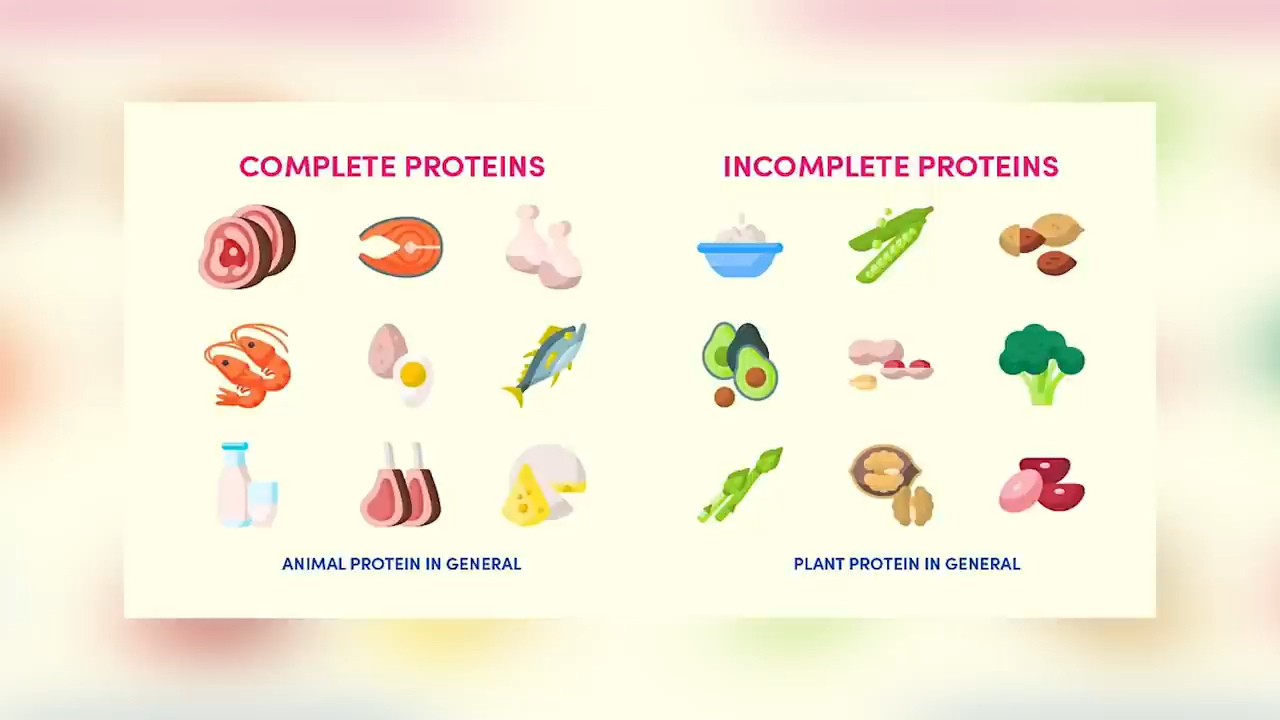 COMPLETE PROTEINS
INCOMPLETE PROTEINS
ANIMAL PROTEIN IN GENERAL
PLANT PROTEIN IN GENERAL